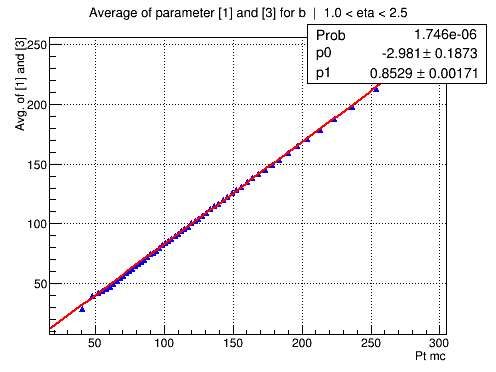 Average of parameter [1] and [3] for b | 1.0 < eta < 2.5
Prob 1.746e-06
p0 -2.981± 0.1873
p1 0.8529 ± 0.00171
Avg. of [1] and [3]
250
200
150
100
50
50 100 150 200 250 300
Pt mc